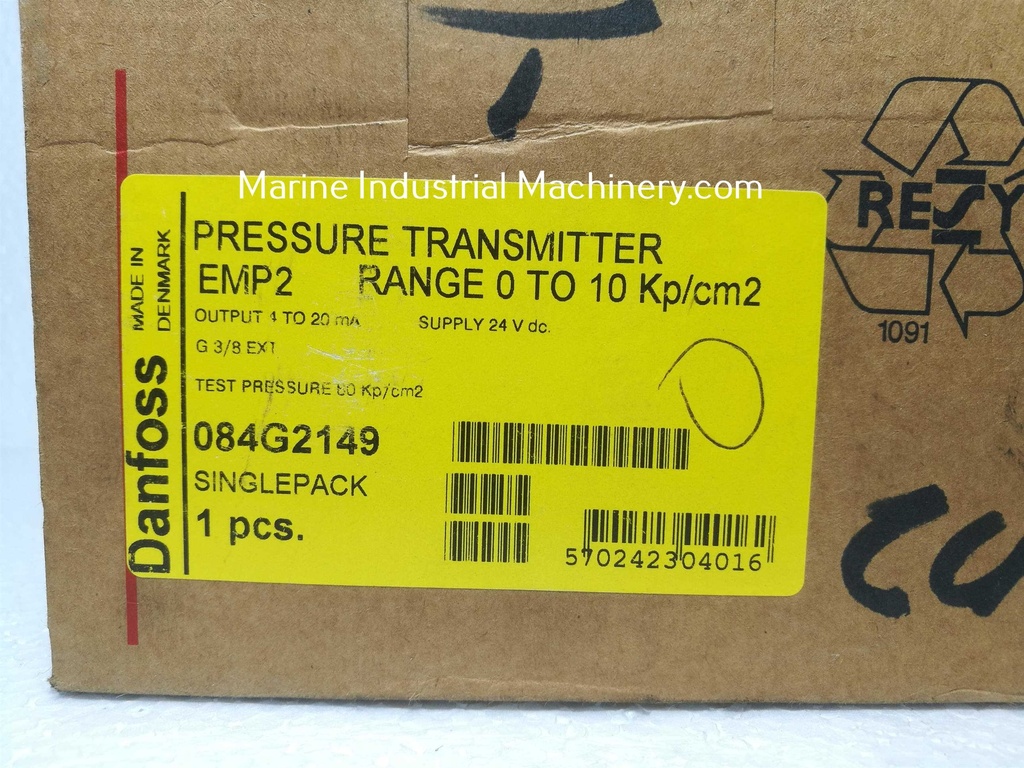 Marine Industrial Machinery.com
RESY
1091
MADE IN
DENMARK
Danfoss
PRESSURE TRANSMITTER
EMP2 RANGE 0 TO 10 Kp/cm2
OUTPUT 4 TO 20 mA SUPPLY 24 V dc.
G 3/8 EXT
TEST PRESSURE 80 Kp/cm2
084G2149
SINGLEPACK
1 pcs.
570242304016